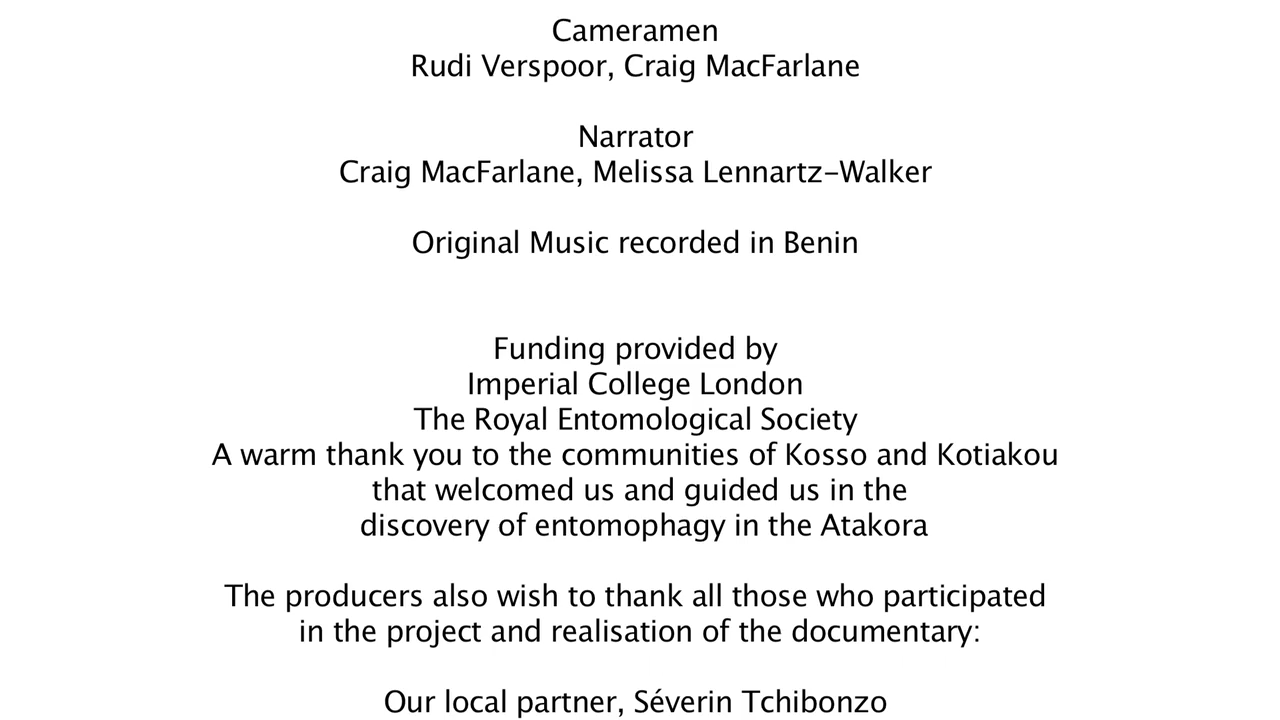 Cameramen
Rudi Verspoor, Craig MacFarlane
Narrator
Craig MacFarlane, Melissa Lennartz-Walker
Original Music recorded in Benin
Funding provided by
Imperial College London
The Royal Entomological Society
A warm thank you to the communities of Kosso and Kotiakou
that welcomed us and guided us in the
discovery of entomophagy in the Atakora
The producers also wish to thank all those who participated
in the project and realisation of the documentary:
Our local partner, Séverin Tchibonzo